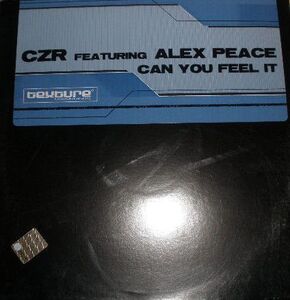 CZR FEATURING ALEX PEACE
CAN YOU FEEL IT
texture